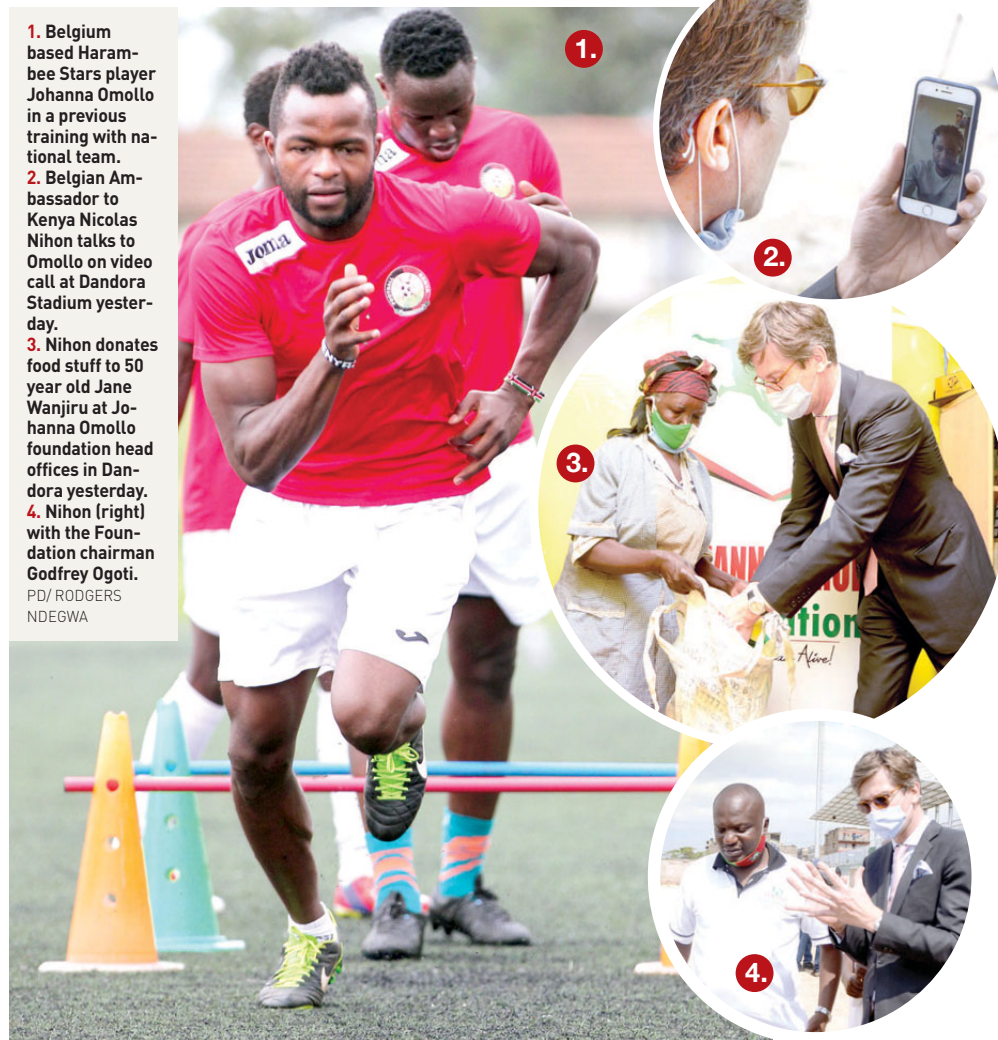 1. Belgium
based Haram-
bee Stars player
Johanna Omollo
in a previous
training with na-
tional team.
2. Belgian Am-
bassador to
Kenya Nicolas
Nihon talks to
Omollo on video
call at Dandora
Stadium yester-
day.
3. Nihon donates
food stuff to 50
year old Jane
Wanjiru at Jo-
hanna Omollo
foundation head
offices in Dan-
dora yesterday.
4. Nihon (right)
with the Foun-
dation chairman
Godfrey Ogoti.
PD/ RODGERS
NDEGWA
1.
Joma
na
2.
3.
ANN
ation
Alive!
4.